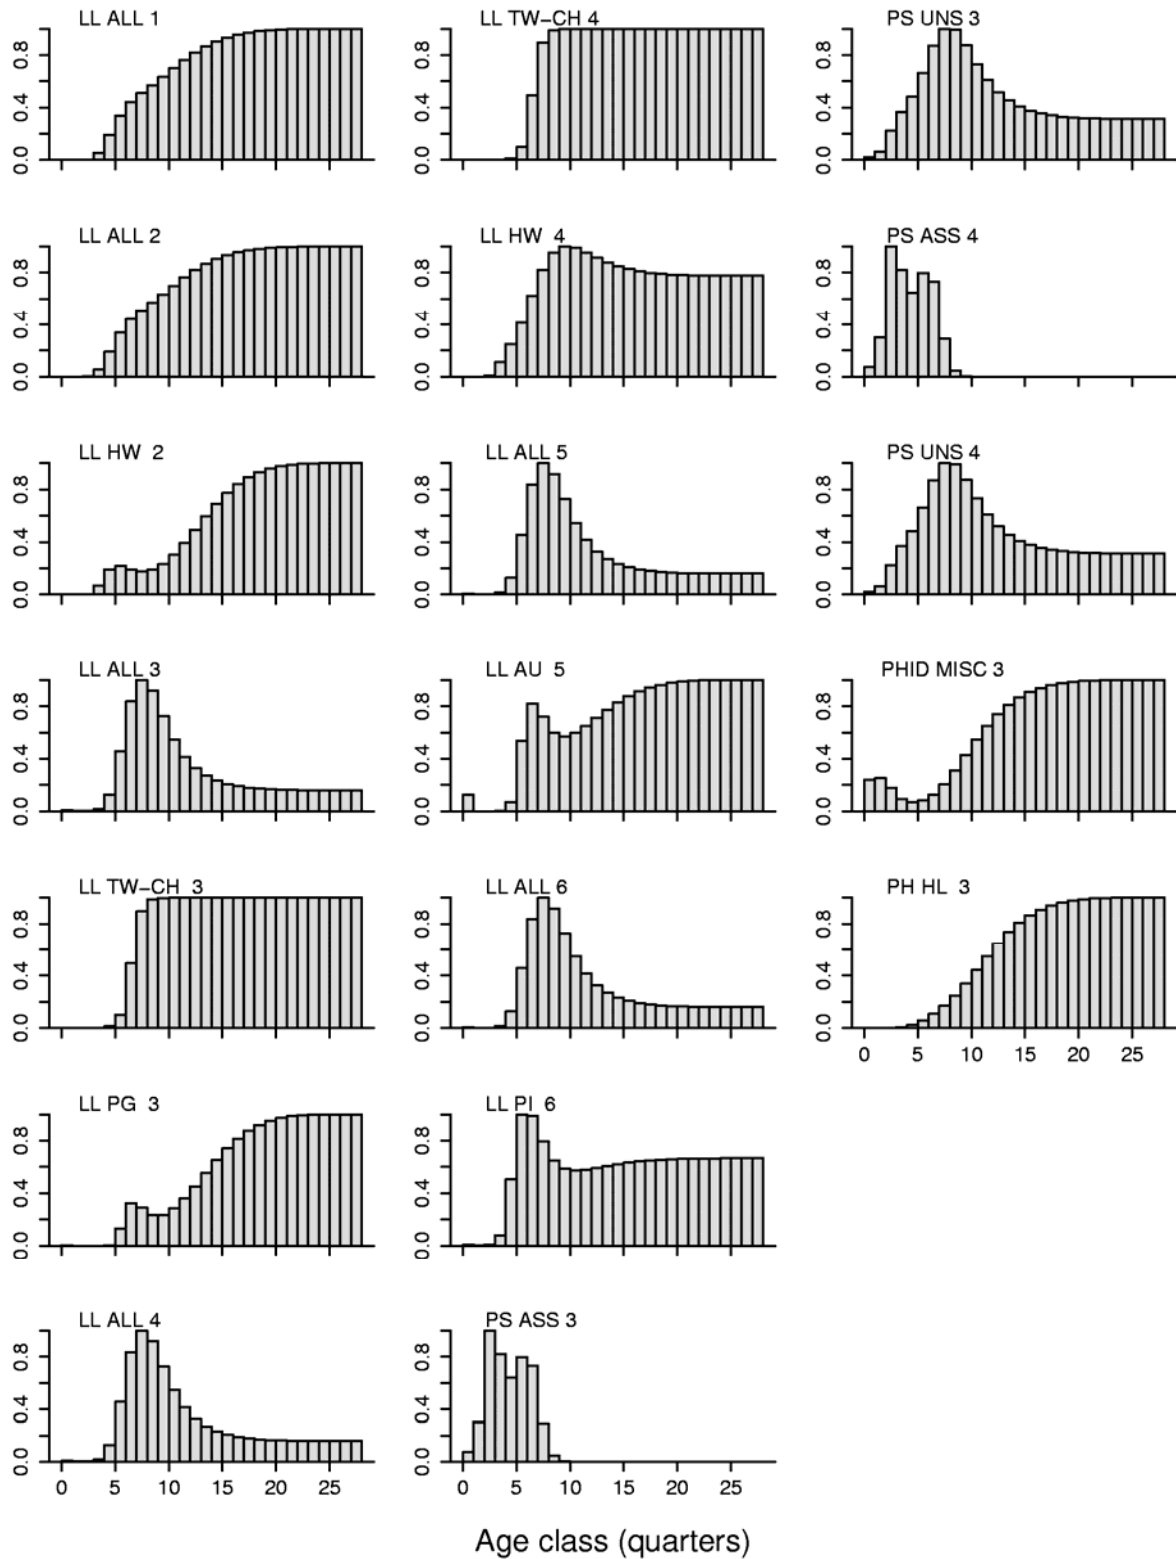 LL ALL 1
0.0 0.4 0.8
LL ALL 2
0.0 0.4 0.8
LL HW 2
0.0 0.4 0.8
LL ALL 3
0.0 0.4 0.8
LL TW-CH 3
0.0 0.4 0.8
LL PG 3
0.0 0.4 0.8
LL ALL 4
0.0 0.4 0.8
0 5 10 15 20 25
LL TW-CH 4
0.0 0.4 0.8
LL HW 4
0.0 0.4 0.8
LL ALL 5
0.0 0.4 0.8
LL AU 5
0.0 0.4 0.8
LL ALL 6
0.0 0.4 0.8
LL PI 6
0.0 0.4 0.8
PS ASS 3
0.0 0.4 0.8
0 5 10 15 20 25
PS UNS 3
0.0 0.4 0.8
PS ASS 4
0.0 0.4 0.8
PS UNS 4
0.0 0.4 0.8
PHID MISC 3
0.0 0.4 0.8
PH HL 3
0.0 0.4 0.8
0 5 10 15 20 25
Age class (quarters)